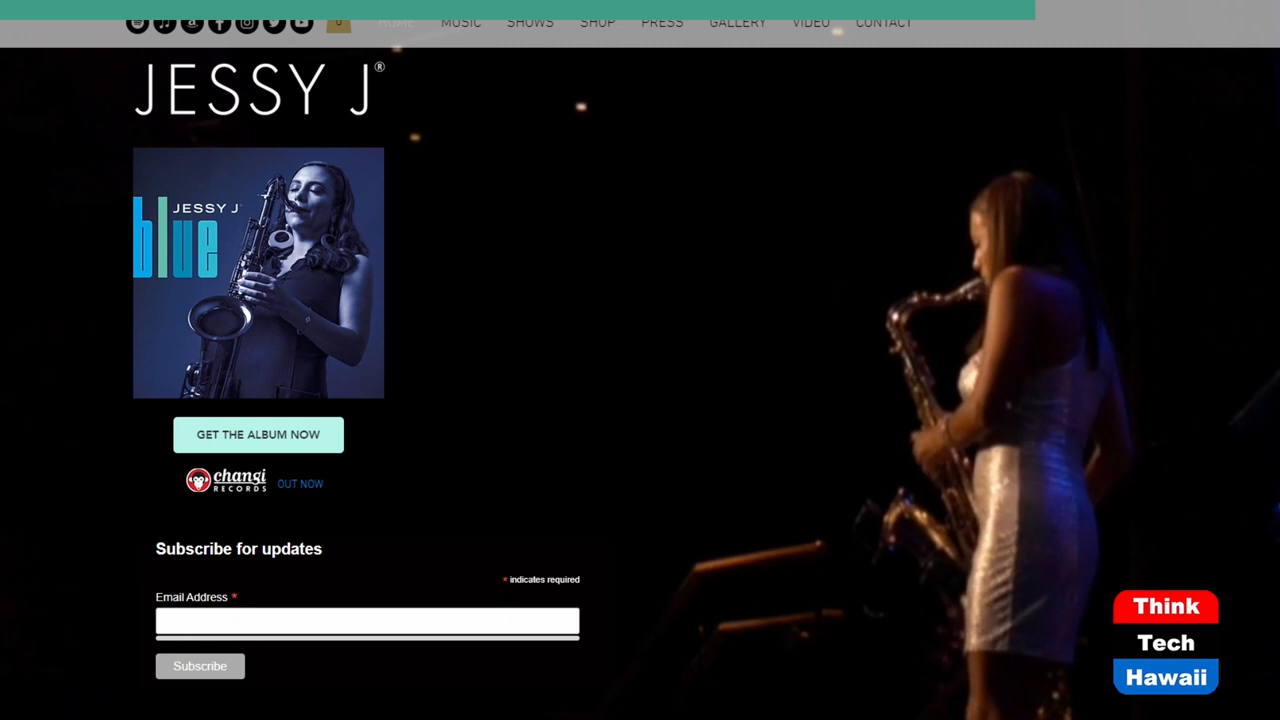 0
HOME MUSIC SHOWS SHOP PRESS GALLERY VIDEO CONTACT
JESSY J®
JESSY J
blue
GET THE ALBUM NOW
changi
RECORDS
OUT NOW
Subscribe for updates
* indicates required
Email Address *
Subscribe
Think
Tech
Hawaii